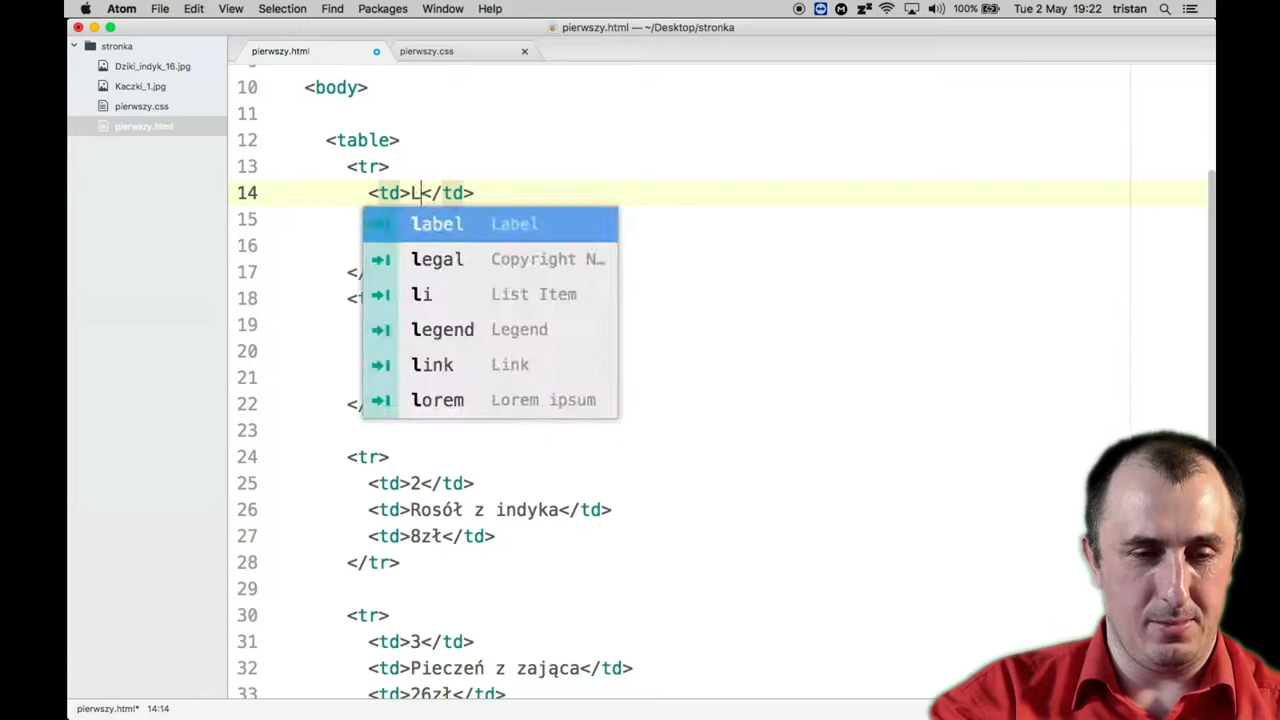 Atom File Edit View Selection Find Packages Window Help 100% Tue 2 May 19:22 tristan
pierwszy.html — ~/Desktop/stronka
stronka
Dziki_indyk_16.jpg
Kaczki_1.jpg
pierwszy.css
pierwszy.html
pierwszy.html pierwszy.css
10 <body>
11
12 <table>
13 <tr>
14 <td>L</td>
15
16
17 </
18 <t
19
20
21
22 </
23
24 <tr>
25 <td>2</td>
26 <td>Rosół z indyka</td>
27 <td>8zł</td>
28 </tr>
29
30 <tr>
31 <td>3</td>
32 <td>Pieczeń z zająca</td>
33 <td>26zł</td>
label Label
legal Copyright N…
li List Item
legend Legend
link Link
lorem Lorem ipsum
pierwszy.html* 14:14